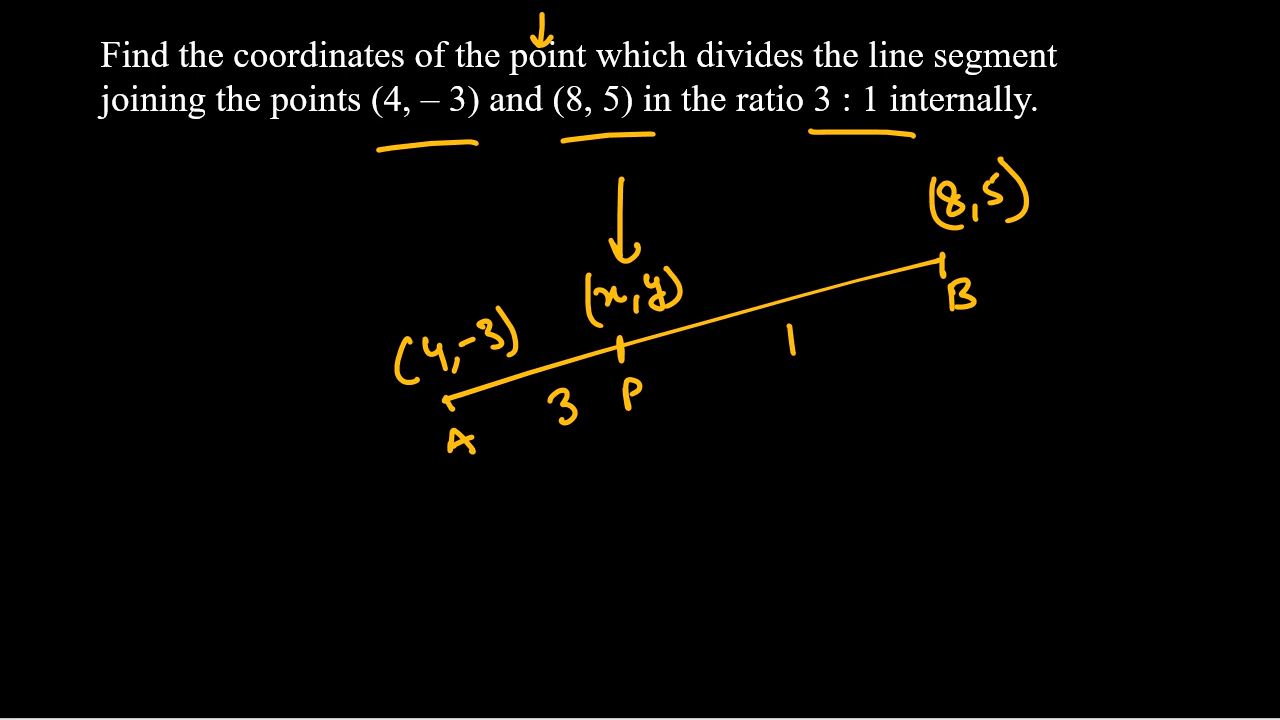 Find the coordinates of the point which divides the line segment
joining the points (4, – 3) and (8, 5) in the ratio 3 : 1 internally.
(8,5)
(x,y)
B
(4,-3)
1
3 P
A